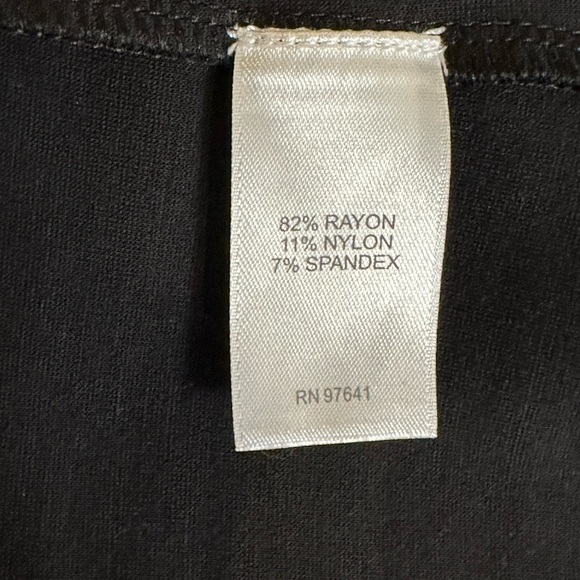 82% RAYON
11% NYLON
7% SPANDEX
RN 97641